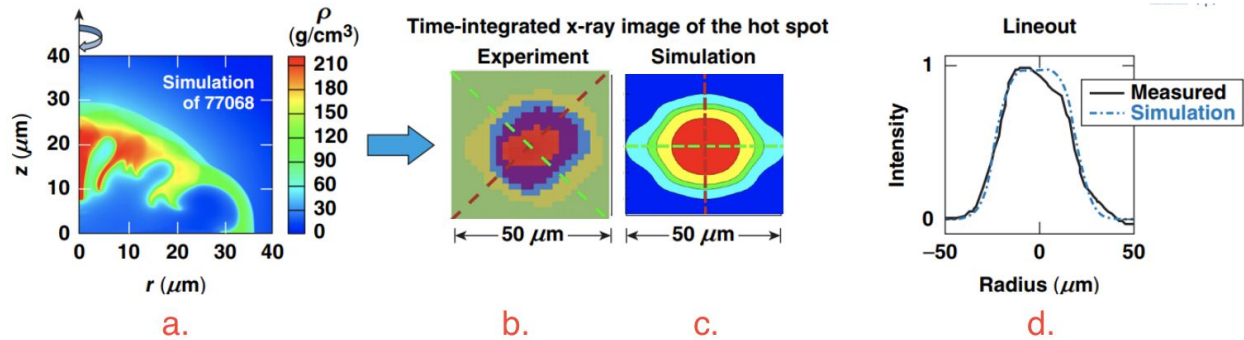 ρ
(g/cm³)
210
180
150
120
90
60
30
0
z (μm)
40
30
20
10
0
Simulation
of 77068
0 10 20 30 40
r (μm)
a.
Time-integrated x-ray image of the hot spot
Experiment
50 μm
b.
Simulation
50 μm
c.
Lineout
Intensity
1
0
Measured
Simulation
–50 0 50
Radius (μm)
d.